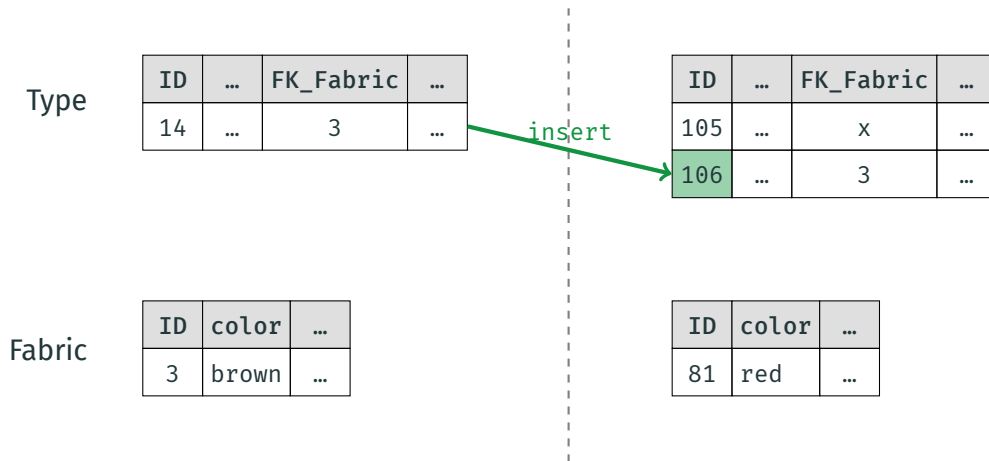 Type
ID … FK_Fabric …
14 … 3 …
insert
ID … FK_Fabric …
105 … x …
106 … 3 …
Fabric
ID color …
3 brown …
ID color …
81 red …